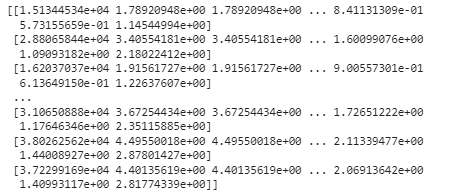 [[1.51344534e+04 1.78920948e+00 1.78920948e+00 ... 8.41131309e-01
5.73155659e-01 1.14544994e+00]
[2.88065844e+04 3.40554181e+00 3.40554181e+00 ... 1.60099076e+00
1.09093182e+00 2.18022412e+00]
[1.62037037e+04 1.91561727e+00 1.91561727e+00 ... 9.00557301e-01
6.13649150e-01 1.22637607e+00]
...
[3.10650888e+04 3.67254434e+00 3.67254434e+00 ... 1.72651222e+00
1.17646346e+00 2.35115885e+00]
[3.80262562e+04 4.49550018e+00 4.49550018e+00 ... 2.11339477e+00
1.44008927e+00 2.87801427e+00]
[3.72299169e+04 4.40135619e+00 4.40135619e+00 ... 2.06913642e+00
1.40993117e+00 2.81774339e+00]]